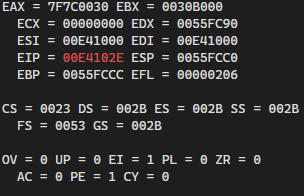 EAX = 7F7C0030 EBX = 0030B000
ECX = 00000000 EDX = 0055FC90
ESI = 00E41000 EDI = 00E41000
EIP = 00E4102E ESP = 0055FCC0
EBP = 0055FCCC EFL = 00000206
CS = 0023 DS = 002B ES = 002B SS = 002B
FS = 0053 GS = 002B
OV = 0 UP = 0 EI = 1 PL = 0 ZR = 0
AC = 0 PE = 1 CY = 0